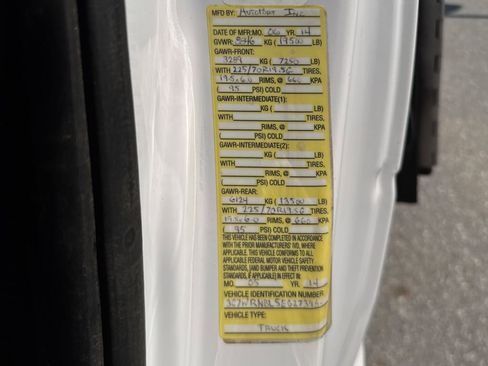 MFD BY: Inc
DATE OF MFR:MO. 06 YR. 14
GVWR: 8846 KG ( 19500 LB)
GAWR-FRONT:
3289 KG ( 7250 LB)
WITH 225/70R19.5G TIRES,
19.5x6.0 RIMS, @ 660 KPA
( 95 PSI) COLD
GAWR-INTERMEDIATE(1):
KG ( LB)
WITH TIRES,
RIMS, @ KPA
( PSI) COLD
GAWR-INTERMEDIATE(2):
KG ( LB)
WITH TIRES,
RIMS, @ KPA
( PSI) COLD
GAWR-REAR:
6124 KG ( 13500 LB)
WITH 225/70R19.5G TIRES,
19.5x6.0 RIMS, @ 660 KPA
( 95 PSI) COLD
THIS VEHICLE HAS BEEN COMPLETED IN ACCORDANCE
WITH THE PRIOR MANUFACTURERS' IVD, WHERE
APPLICABLE. THIS VEHICLE CONFORMS TO ALL
APPLICABLE FEDERAL MOTOR VEHICLE SAFETY
STANDARDS, (AND BUMPER AND THEFT PREVENTION
STANDARDS, IF APPLICABLE) IN EFFECT IN:
MO. 05 YR. 14
VEHICLE IDENTIFICATION NUMBER:
VEHICLE TYPE:
TRUCK